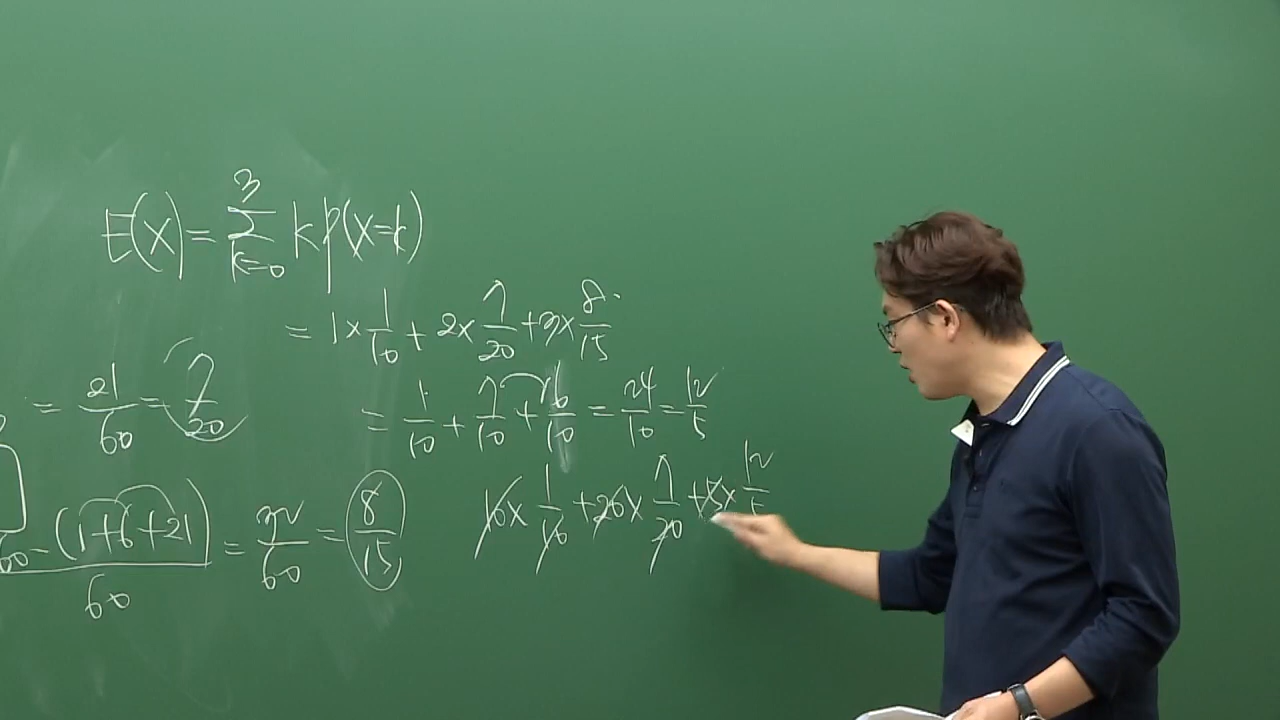 E(X) = Σ_{k=0}^{3} k p(X=k)
= 1 × 1/10 + 2 × 7/20 + 3 × 8/15
= 1/10 + 7/10 + 16/10 = 24/10 = 12/5
= 21/60 = 7/20
60 - (1+6+21) / 60 = 32/60 = 8/15
10 × 1/10 + 20 × 7/20 + 5 × 12/5